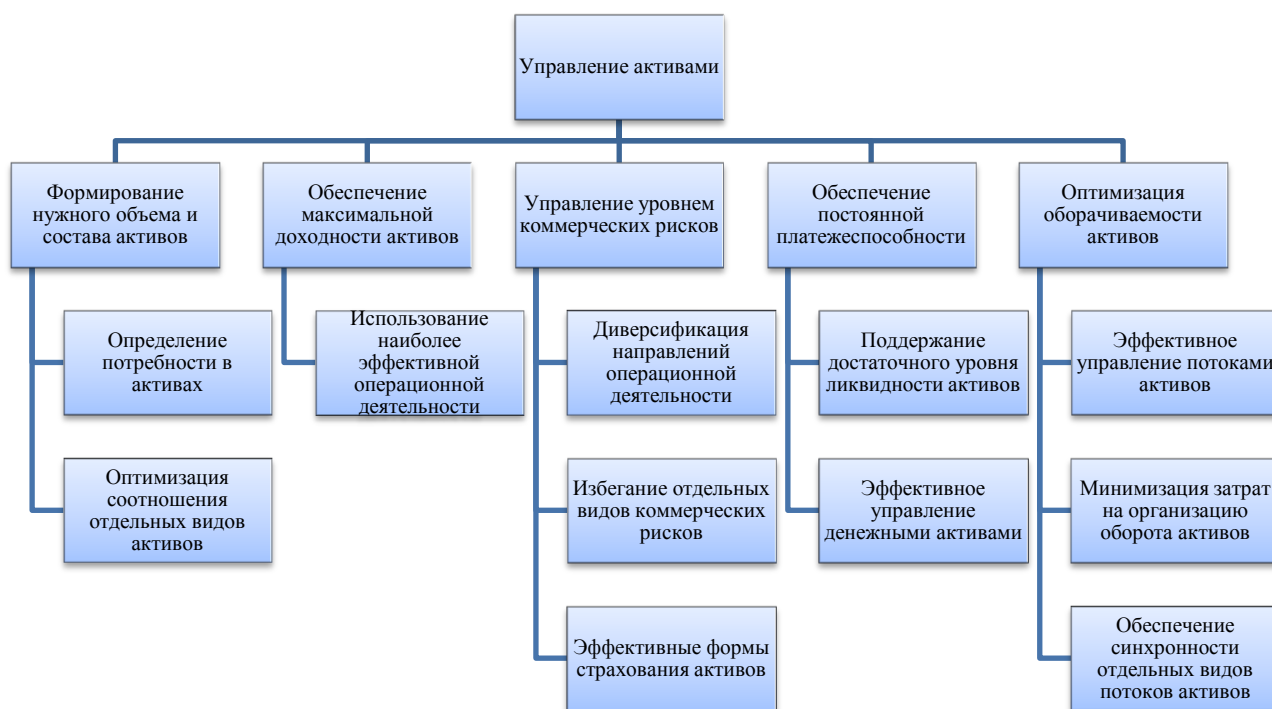 Управление активами
Формирование
нужного объема и
состава активов
Обеспечение
максимальной
доходности активов
Управление уровнем
коммерческих рисков
Обеспечение
постоянной
платежеспособности
Оптимизация
оборачиваемости
активов
Определение
потребности в
активах
Использование
наиболее
эффективной
операционной
деятельности
Диверсификация
направлений
операционной
деятельности
Поддержание
достаточного уровня
ликвидности активов
Эффективное
управление потоками
активов
Оптимизация
соотношения
отдельных видов
активов
Избегание отдельных
видов коммерческих
рисков
Эффективное
управление
денежными активами
Минимизация затрат
на организацию
оборота активов
Эффективные формы
страхования активов
Обеспечение
синхронности
отдельных видов
потоков активов